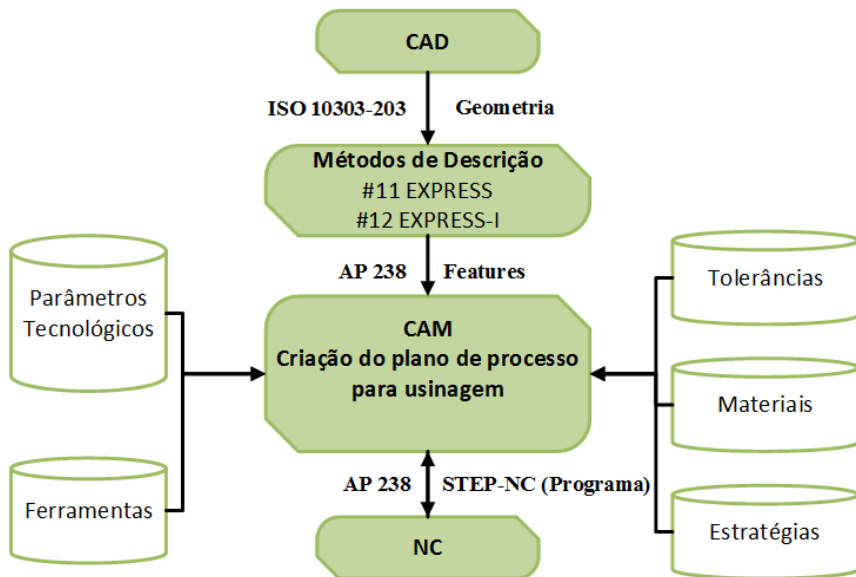 CAD
ISO 10303-203 Geometria
Métodos de Descrição
#11 EXPRESS
#12 EXPRESS-I
AP 238 Features
Parâmetros
Tecnológicos
Ferramentas
CAM
Criação do plano de processo
para usinagem
Tolerâncias
Materiais
Estratégias
AP 238 STEP-NC (Programa)
NC